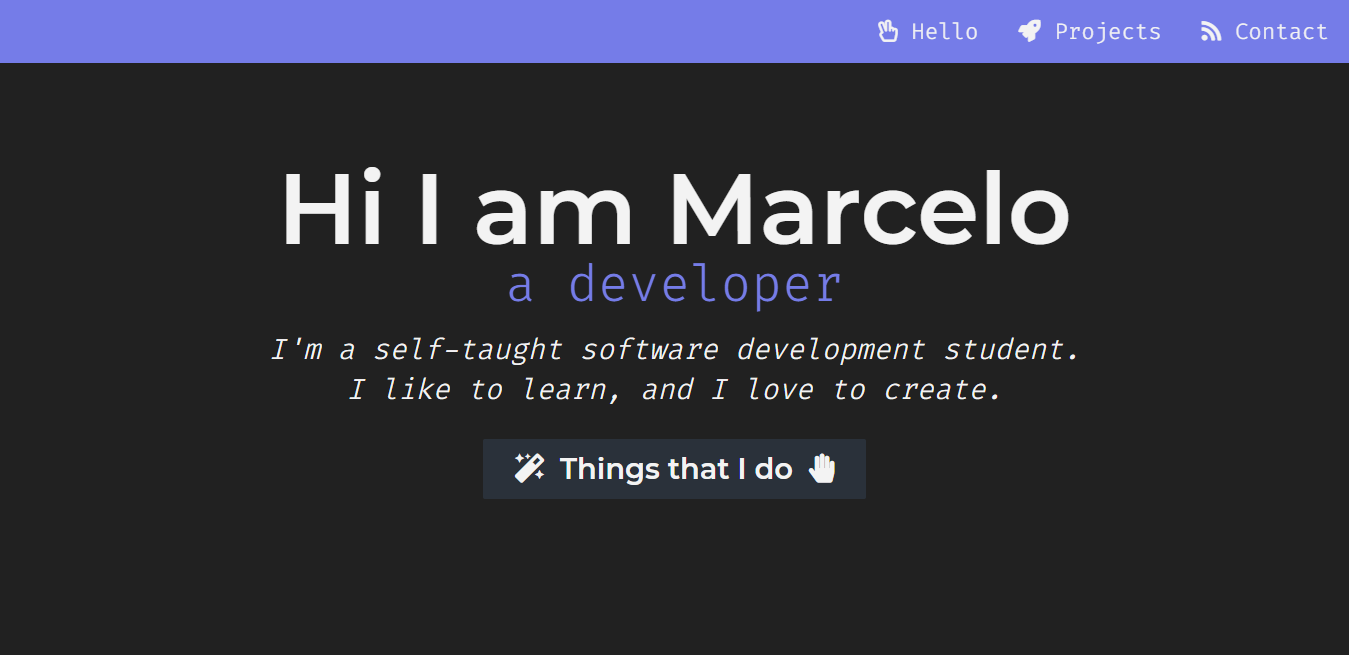 Hello Projects Contact
Hi I am Marcelo
a developer
I'm a self-taught software development student.
I like to learn, and I love to create.
Things that I do